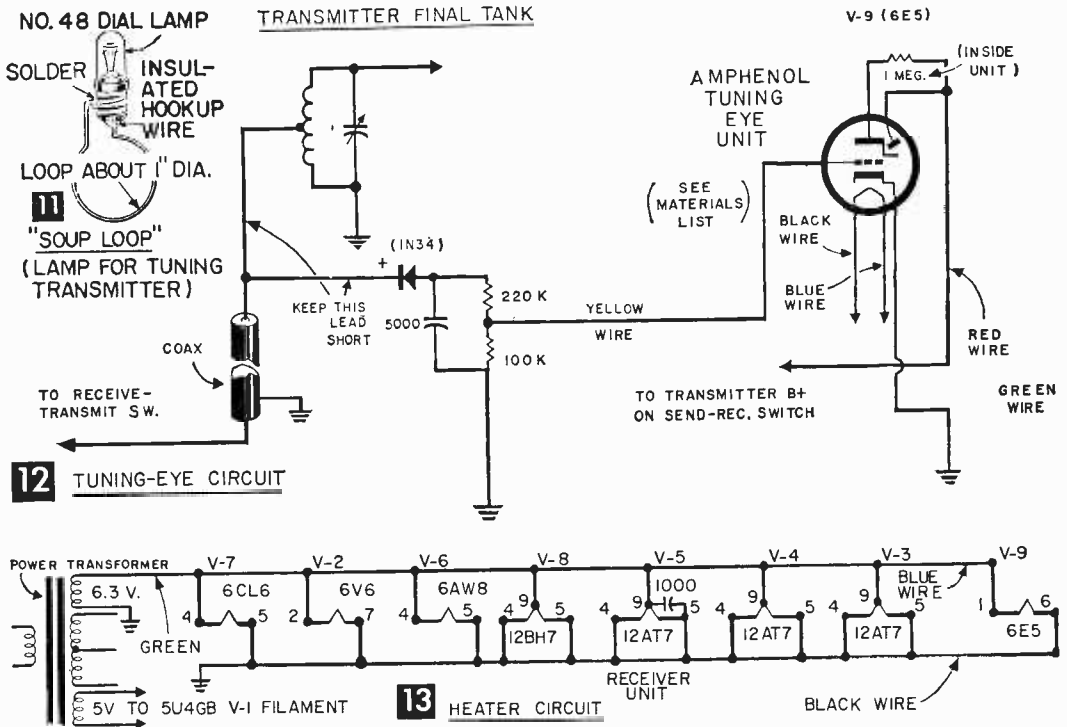 NO. 48 DIAL LAMP
SOLDER
INSUL-
ATED
HOOKUP
WIRE
LOOP ABOUT 1" DIA.
11
"SOUP LOOP"
(LAMP FOR TUNING
TRANSMITTER)
TRANSMITTER FINAL TANK
V-9 (6E5)
(INSIDE
UNIT)
1 MEG.
AMPHENOL
TUNING
EYE
UNIT
(SEE
MATERIALS
LIST)
BLACK
WIRE
BLUE
WIRE
RED
WIRE
GREEN
WIRE
(IN34)
+
KEEP THIS
LEAD
SHORT
5000
220 K
100K
YELLOW
WIRE
COAX
TO RECEIVE-
TRANSMIT SW.
TO TRANSMITTER B+
ON SEND-REC. SWITCH
12 TUNING-EYE CIRCUIT
POWER TRANSFORMER
6.3 V.
GREEN
5V TO 5U4GB V-1 FILAMENT
V-7
6CL6
4 5
V-2
6V6
2 7
V-6
6AW8
4 5
V-8
9
4 5
12BH7
V-5
1000
9
4 5
12AT7
RECEIVER
UNIT
V-4
9
4 5
12AT7
V-3
9
4 5
12AT7
BLUE
WIRE
V-9
1 6
6E5
BLACK WIRE
13 HEATER CIRCUIT